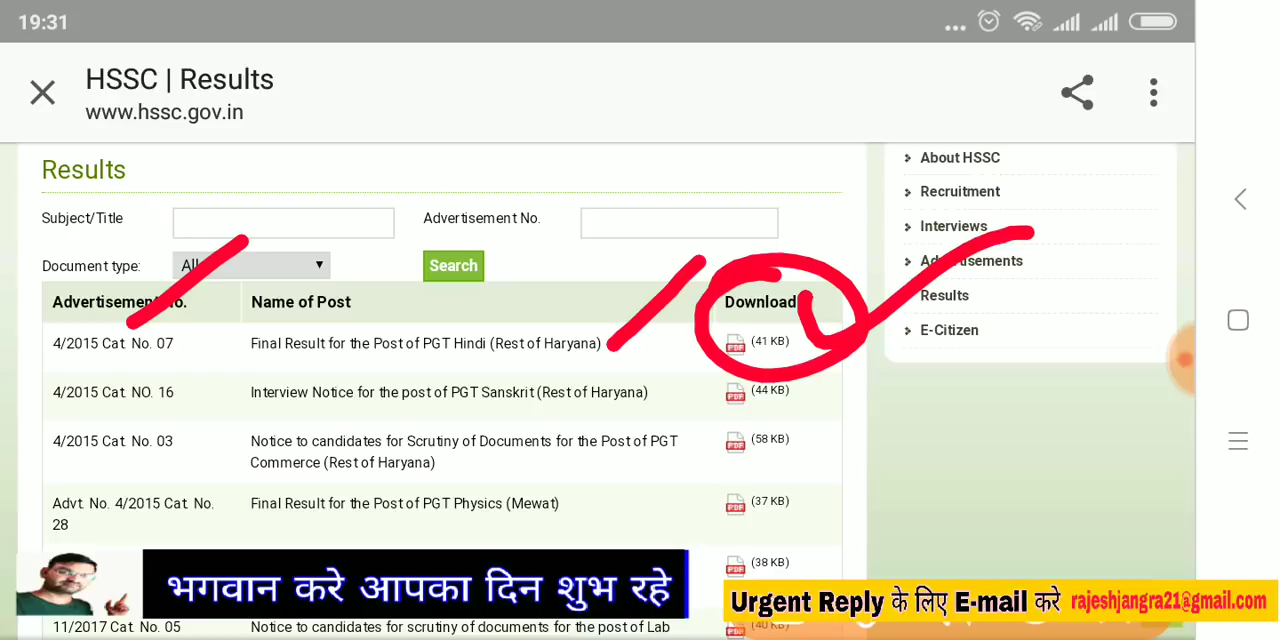 19:31
HSSC | Results
www.hssc.gov.in
Results
Subject/Title
Advertisement No.
Document type:
All
Search
Advertisement No.
Name of Post
Download
4/2015 Cat. No. 07
Final Result for the Post of PGT Hindi (Rest of Haryana)
(41 KB)
4/2015 Cat. NO. 16
Interview Notice for the post of PGT Sanskrit (Rest of Haryana)
(44 KB)
4/2015 Cat. No. 03
Notice to candidates for Scrutiny of Documents for the Post of PGT
Commerce (Rest of Haryana)
(58 KB)
Advt. No. 4/2015 Cat. No.
28
Final Result for the Post of PGT Physics (Mewat)
(37 KB)
(38 KB)
11/2017 Cat. No. 05
Notice to candidates for scrutiny of documents for the post of Lab
About HSSC
Recruitment
Interviews
Advertisements
Results
E-Citizen
भगवान करे आपका दिन शुभ रहे
Urgent Reply के लिए E-mail करे rajeshjangra21@gmail.com